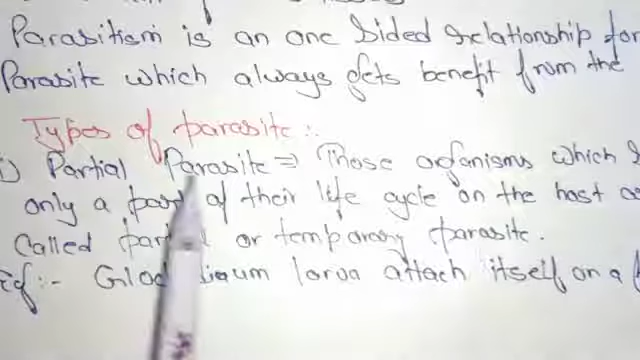 Parasitism is an one sided relationship for
Parasite which always gets benefit from the
Types of parasite:-
i) Partial Parasite ⇒ Those organisms which
only a part of their life cycle on the host
Called or temporary parasite.
eg:- larva attach itself on a